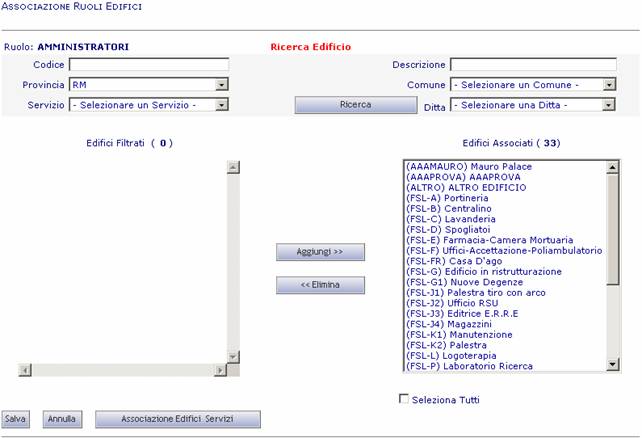 Associazione Ruoli Edifici
Ruolo: AMMINISTRATORI Ricerca Edificio
Codice Descrizione
Provincia RM Comune - Selezionare un Comune -
Servizio - Selezionare un Servizio - Ricerca Ditta - Selezionare una Ditta -
Edifici Filtrati ( 0 ) Edifici Associati ( 33)
(AAAMAURO) Mauro Palace
(AAAPROVA) AAAPROVA
(ALTRO) ALTRO EDIFICIO
(FSL-A) Portineria
(FSL-B) Centralino
(FSL-C) Lavanderia
(FSL-D) Spogliatoi
(FSL-E) Farmacia-Camera Mortuaria
(FSL-F) Uffici-Accettazione-Poliambulatorio
(FSL-FR) Casa D'ago
(FSL-G) Edificio in ristrutturazione
(FSL-G1) Nuove Degenze
(FSL-J1) Palestra tiro con arco
(FSL-J2) Ufficio RSU
(FSL-J3) Editrice E.R.R.E
(FSL-J4) Magazzini
(FSL-K1) Manutenzione
(FSL-K2) Palestra
(FSL-L) Logoterapia
(FSL-P) Laboratorio Ricerca
Aggiungi >>
<< Elimina
Seleziona Tutti
Salva Annulla Associazione Edifici Servizi